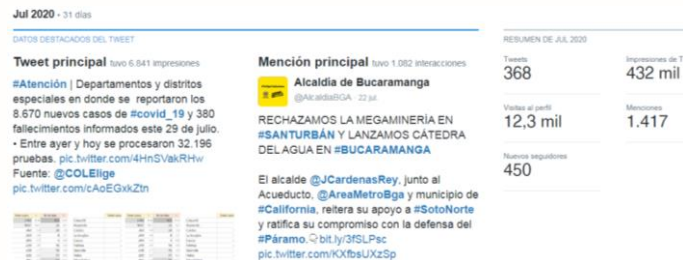 Jul 2020 • 31 días
DATOS DESTACADOS DEL TWEET
Tweet principal tuvo 6.841 impresiones
#Atención | Departamentos y distritos
especiales en donde se reportaron los
8.670 nuevos casos de #covid_19 y 380
fallecimientos informados este 29 de julio.
• Entre ayer y hoy se procesaron 32.196
pruebas. pic.twitter.com/4HnSVakRHw
Fuente: @COLElige
pic.twitter.com/cAoEGxkZtn
Mención principal tuvo 1.082 interacciones
Alcaldía de Bucaramanga
@AlcaldiaBGA 22 jul.
RECHAZAMOS LA MEGAMINERÍA EN
#SANTURBÁN Y LANZAMOS CÁTEDRA
DEL AGUA EN #BUCARAMANGA
El alcalde @JCardenasRey, junto al
Acueducto, @AreaMetroBga y municipio de
#California, reitera su apoyo a #SotoNorte
y ratifica su compromiso con la defensa del
#Páramo. bit.ly/3fSLPsc
pic.twitter.com/KXfbsUXzSp
RESUMEN DE JUL 2020
Tweets
368
Impresiones de T
432 mil
Visitas al perfil
12,3 mil
Menciones
1.417
Nuevos seguidores
450